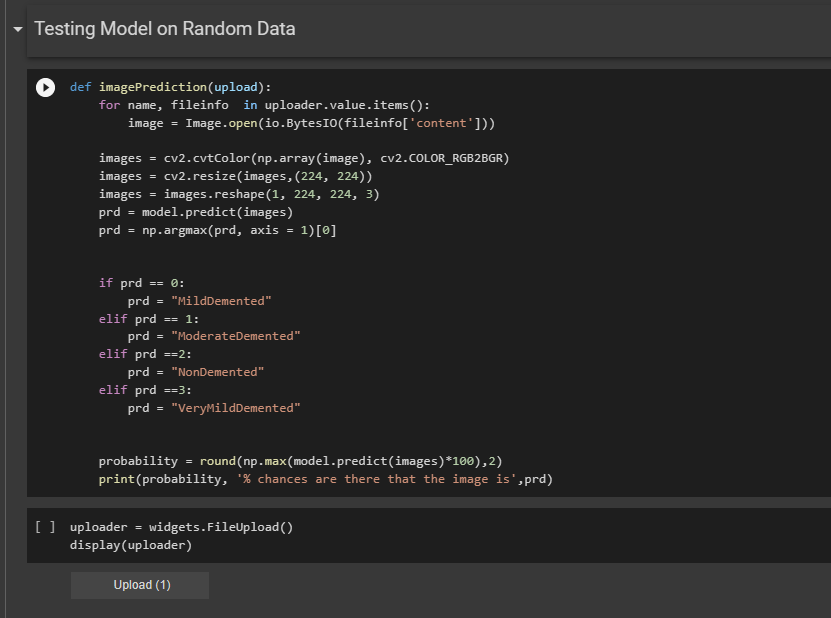 Testing Model on Random Data
def imagePrediction(upload):
for name, fileinfo  in uploader.value.items():
image = Image.open(io.BytesIO(fileinfo['content']))
images = cv2.cvtColor(np.array(image), cv2.COLOR_RGB2BGR)
images = cv2.resize(images,(224, 224))
images = images.reshape(1, 224, 224, 3)
prd = model.predict(images)
prd = np.argmax(prd, axis = 1)[0]
if prd == 0:
prd = "MildDemented"
elif prd == 1:
prd = "ModerateDemented"
elif prd ==2:
prd = "NonDemented"
elif prd ==3:
prd = "VeryMildDemented"
probability = round(np.max(model.predict(images)*100),2)
print(probability, '% chances are there that the image is',prd)
[ ] uploader = widgets.FileUpload()
display(uploader)
Upload (1)